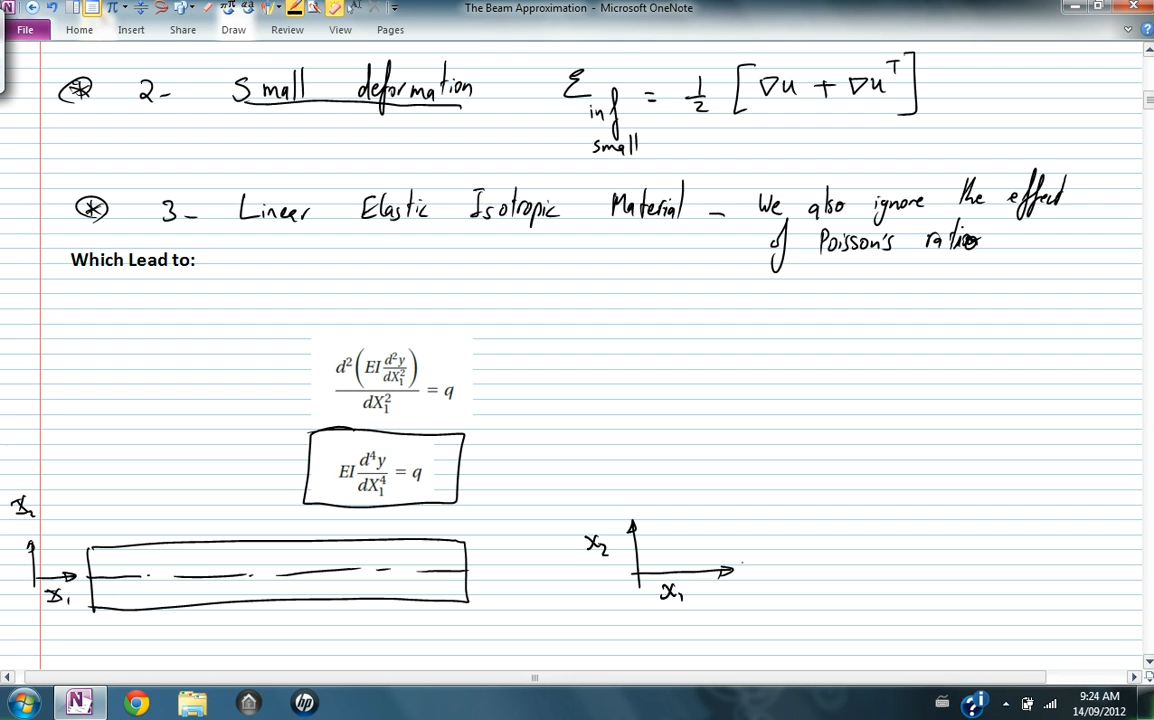 The Beam Approximation - Microsoft OneNote
File Home Insert Share Draw Review View Pages
2- Small deformation ε inf small = 1/2 [∇u + ∇uᵀ]
3- Linear Elastic Isotropic Material - We also ignore the effect
of Poisson's ratio
Which Lead to:
d²(EI d²y/dX₁²)/dX₁² = q
EI d⁴y/dX₁⁴ = q
X₂
X₁
X₂
X₁
9:24 AM
14/09/2012